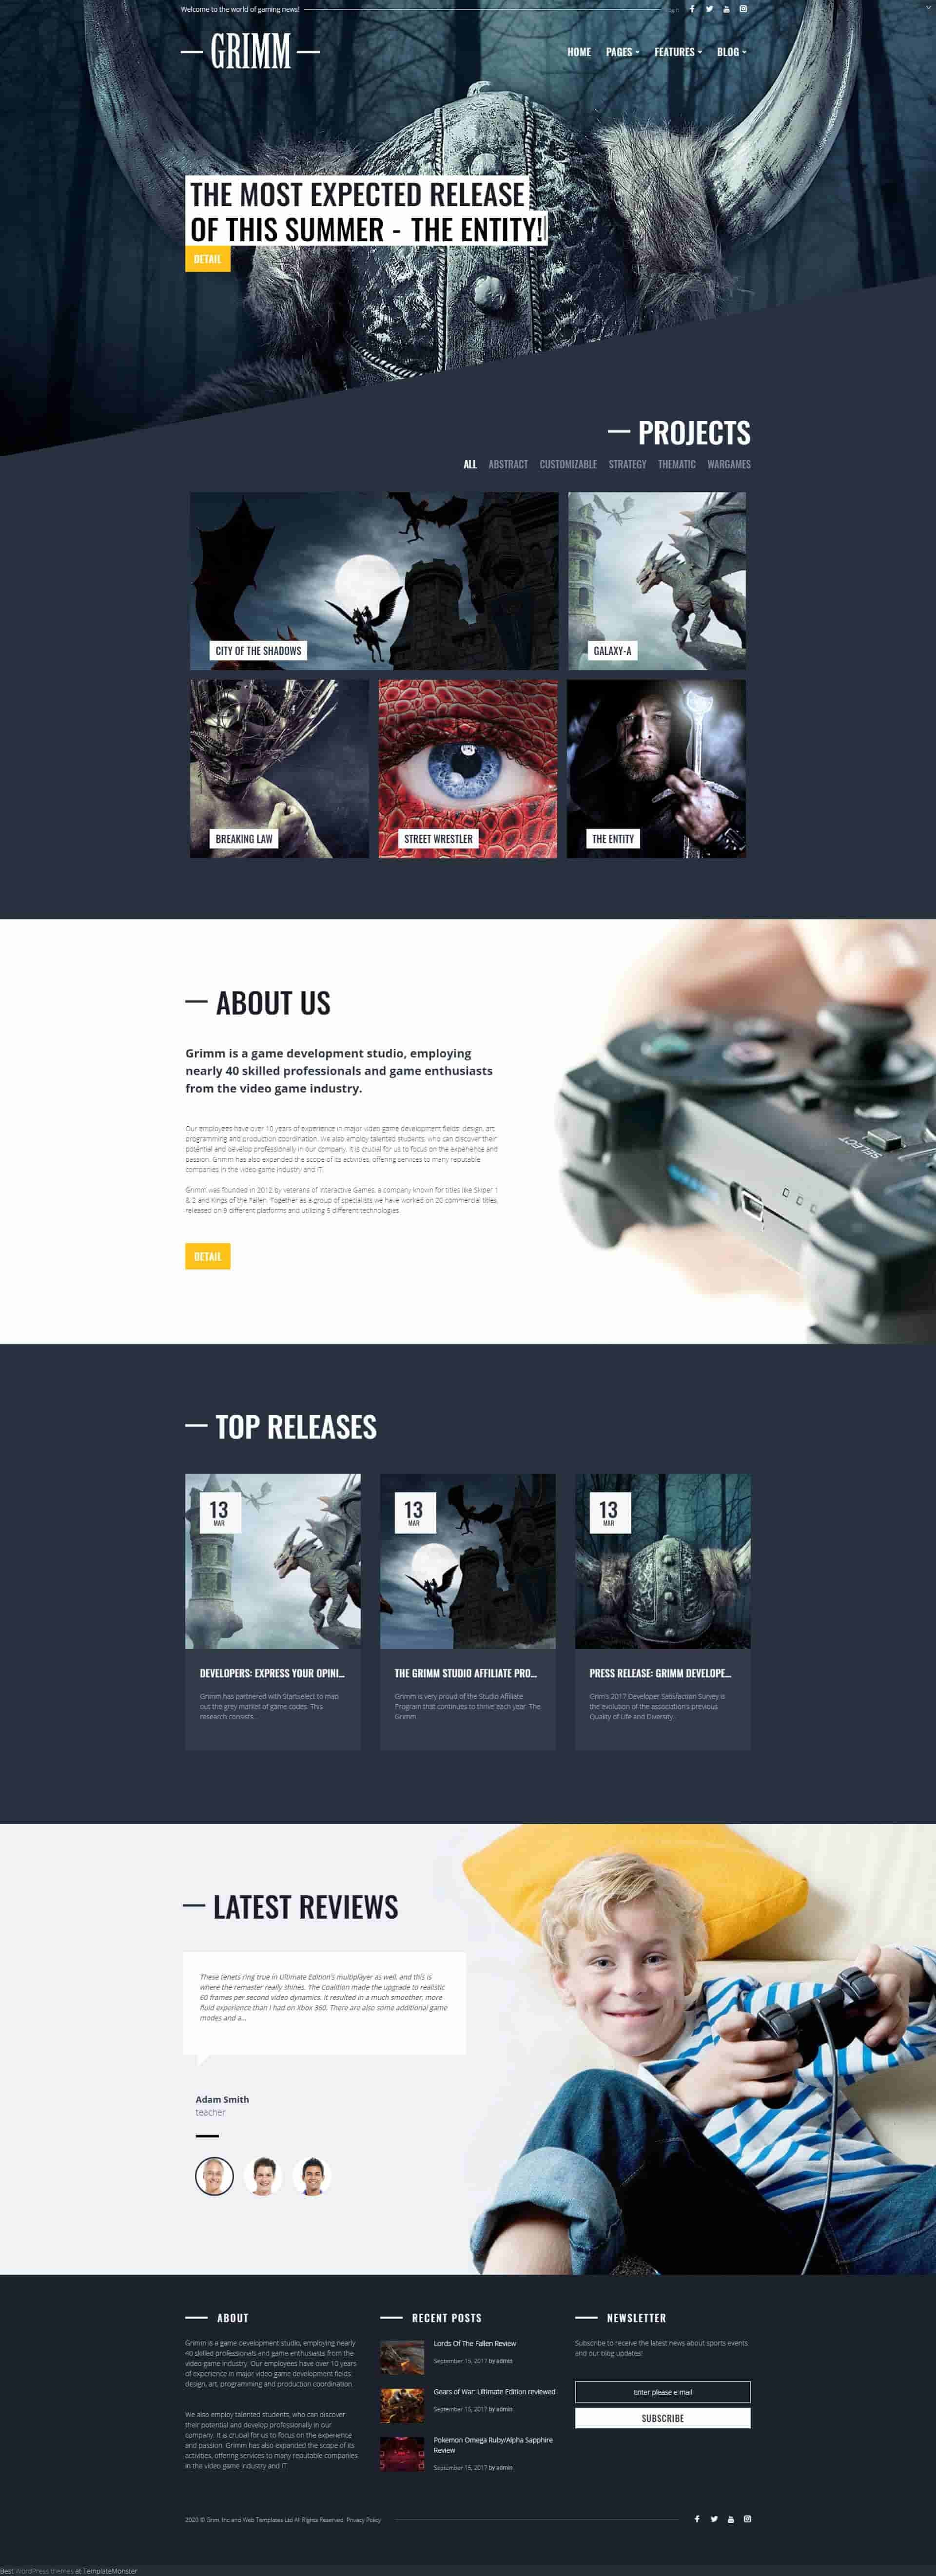 Welcome to the world of gaming news!
GRIMM
HOME PAGES FEATURES BLOG
THE MOST EXPECTED RELEASE
OF THIS SUMMER - THE ENTITY!
DETAIL
PROJECTS
ALL ABSTRACT CUSTOMIZABLE STRATEGY THEMATIC WARGAMES
CITY OF THE SHADOWS
GALAXY-A
BREAKING LAW
STREET WRESTLER
THE ENTITY
ABOUT US
Grimm is a game development studio, employing
nearly 40 skilled professionals and game enthusiasts
from the video game industry.
Our employees have over 10 years of experience in major video game development fields: design, art,
programming and production coordination. We also employ talented students, who can discover their
potential and develop professionally in our company. It is crucial for us to focus on the experience and
passion. Grimm has also expanded the scope of its activities, offering services to many reputable
companies in the video game industry and IT.
Grimm was founded in 2012 by veterans of Interactive Games, a company known for titles like Skiper 1
& 2 and Kings of the Fallen. Together as a group of specialists we have worked on 20 commercial titles,
released on 9 different platforms and utilizing 5 different technologies.
DETAIL
SELECT
TOP RELEASES
13
MAR
13
MAR
13
MAR
DEVELOPERS: EXPRESS YOUR OPINI...
Grimm has partnered with Startselect to map
out the grey market of game codes. This
research consists...
THE GRIMM STUDIO AFFILIATE PRO...
Grimm is very proud of the Studio Affiliate
Program that continues to thrive each year. The
Grimm...
PRESS RELEASE: GRIMM DEVELOPE...
Grim's 2017 Developer Satisfaction Survey is
the evolution of the association's previous
Quality of Life and Diversity...
LATEST REVIEWS
These tenets ring true in Ultimate Edition's multiplayer as well, and this is
where the remaster really shines. The Coalition made the upgrade to realistic
60 frames per second video dynamics. It resulted in a much smoother, more
fluid experience than I had on Xbox 360. There are also some additional game
modes and a...
Adam Smith
teacher
ABOUT
Grimm is a game development studio, employing nearly
40 skilled professionals and game enthusiasts from the
video game industry. Our employees have over 10 years
of experience in major video game development fields:
design, art, programming and production coordination.
We also employ talented students, who can discover
their potential and develop professionally in our
company. It is crucial for us to focus on the experience
and passion. Grimm has also expanded the scope of its
activities, offering services to many reputable companies
in the video game industry and IT.
RECENT POSTS
Lords Of The Fallen Review
September 15, 2017 by admin
Gears of War: Ultimate Edition reviewed
September 15, 2017 by admin
Pokemon Omega Ruby/Alpha Sapphire
Review
September 15, 2017 by admin
NEWSLETTER
Subscribe to receive the latest news about sports events
and our blog updates!
Enter please e-mail
SUBSCRIBE
2020 © Grim, Inc and Web Templates Ltd All Rights Reserved. Privacy Policy
Best WordPress themes at TemplateMonster